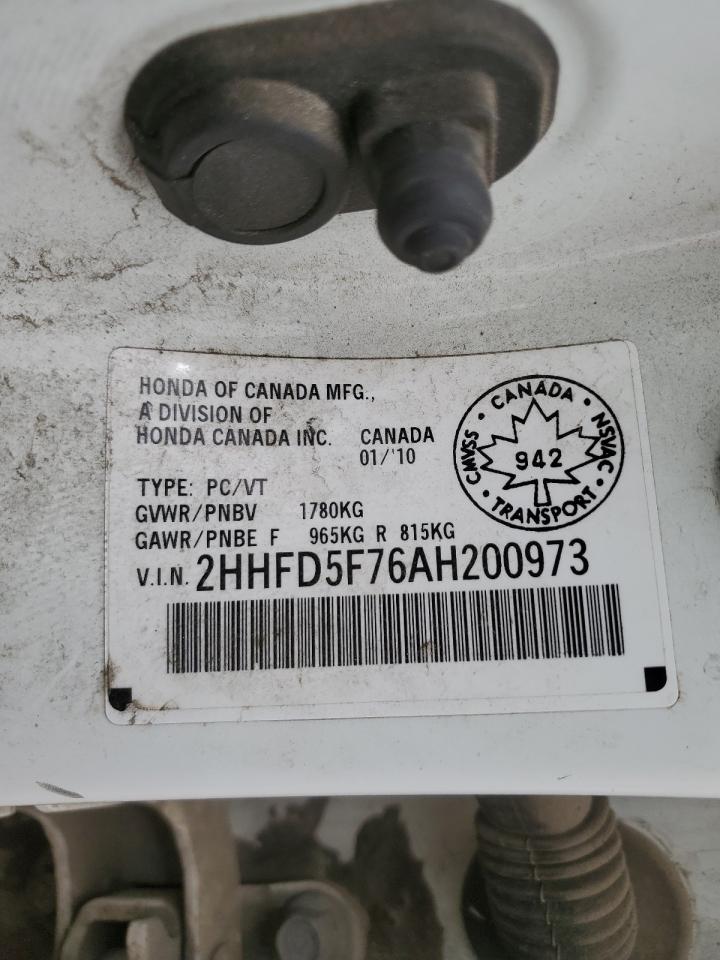 HONDA OF CANADA MFG.,
A DIVISION OF
HONDA CANADA INC. CANADA
01/'10
TYPE: PC/VT
GVWR/PNBV 1780KG
GAWR/PNBE F 965KG R 815KG
V.I.N. 2HHFD5F76AH200973
· CANADA · NSVAC · TRANSPORT · CMVSS
942